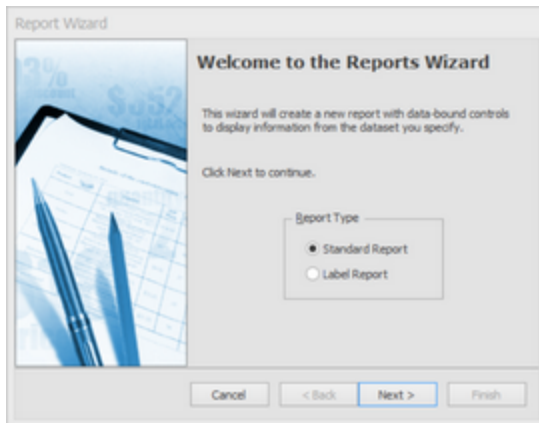 Report Wizard
Welcome to the Reports Wizard
This wizard will create a new report with data-bound controls
to display information from the dataset you specify.
Click Next to continue.
Report Type
Standard Report
Label Report
Cancel
< Back
Next >
Finish
13%
$352